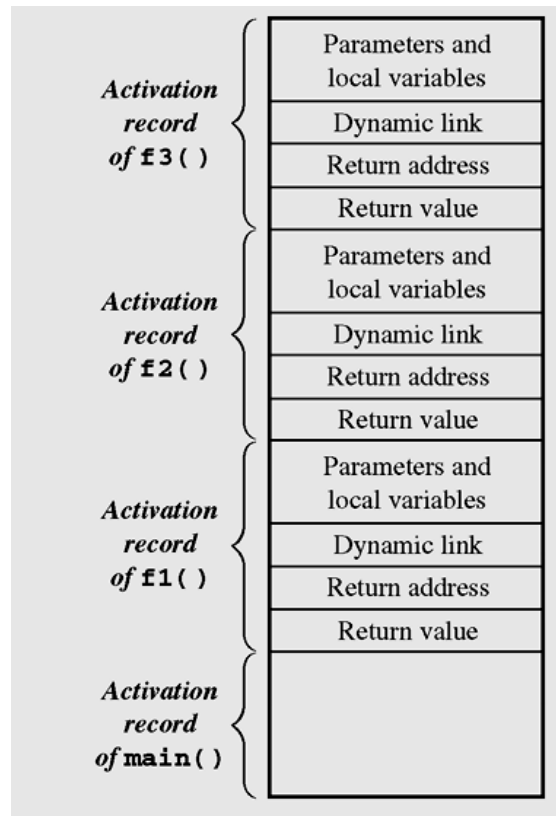 Activation
record
of f3( )
Parameters and
local variables
Dynamic link
Return address
Return value
Activation
record
of f2( )
Parameters and
local variables
Dynamic link
Return address
Return value
Activation
record
of f1( )
Parameters and
local variables
Dynamic link
Return address
Return value
Activation
record
of main( )